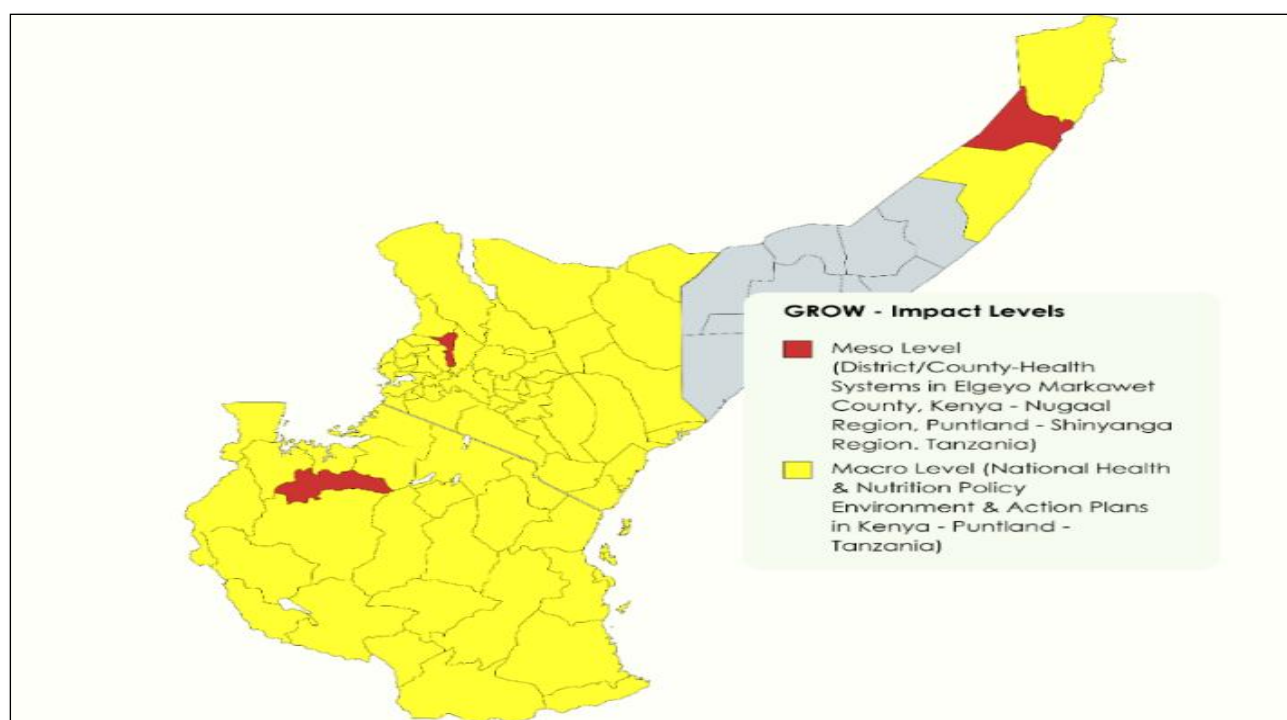 GROW - Impact Levels
Meso Level
(District/County-Health
Systems in Elgeyo Markawet
County, Kenya - Nugaal
Region, Puntland - Shinyanga
Region. Tanzania)
Macro Level (National Health
& Nutrition Policy
Environment & Action Plans
in Kenya - Puntland -
Tanzania)